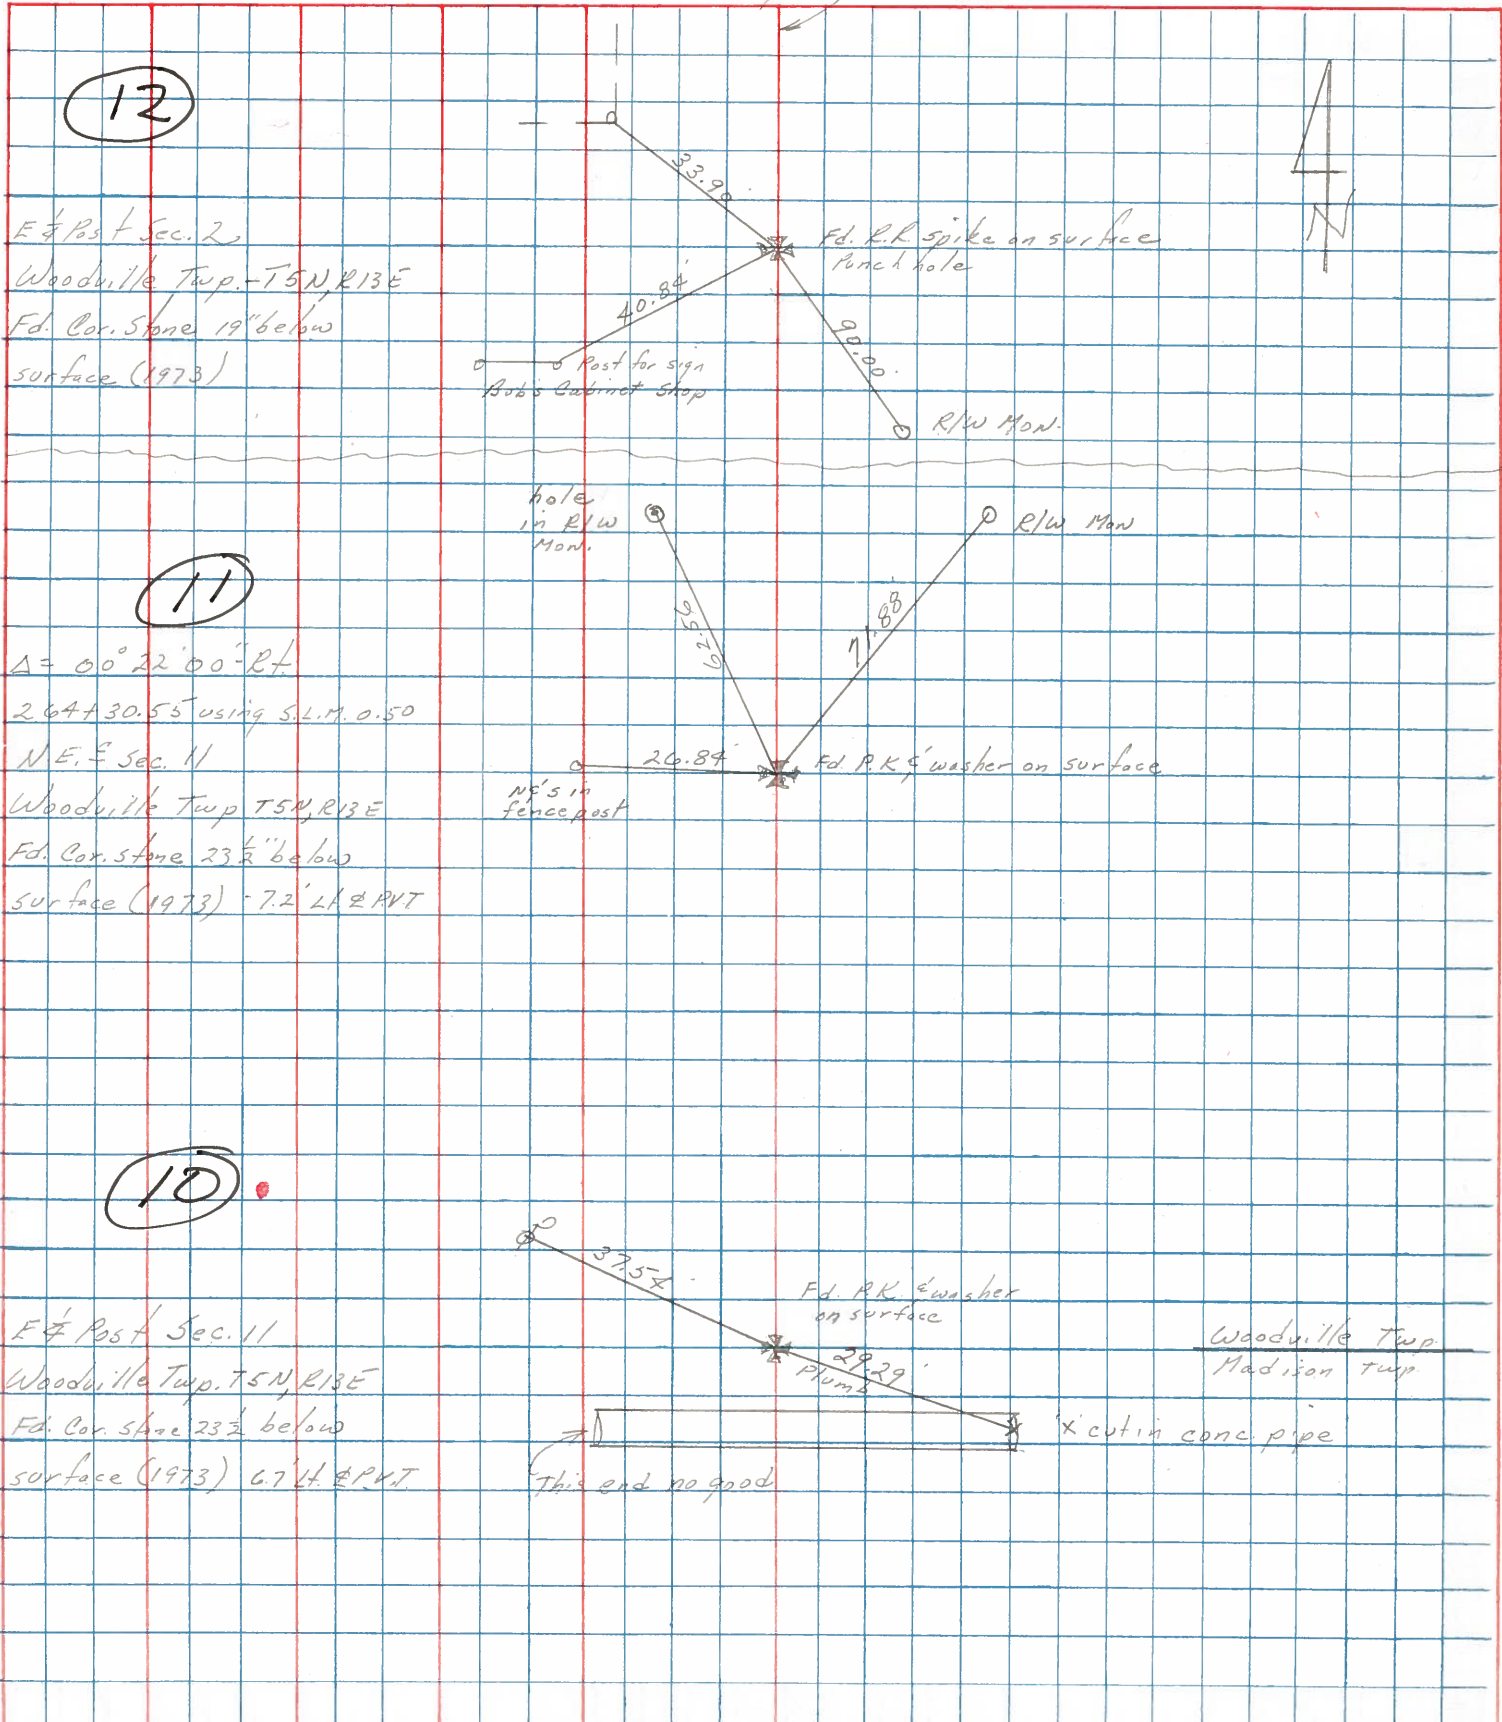 12
33.90'
E ¼ Post Sec. 2
Woodville Twp. - T5N, R13E
Fd. Cor. Stone 19" below
surface (1973)
Fd. R.R. spike on surface
Punch hole
N
40.84'
Post for sign
Bob's Cabinet Shop
90.00'
R/W MON.
hole
in R/W
Mon.
R/W Mon
11
71.88'
Δ = 00° 22' 00" Rt.
264+30.55 using S.L.M. 0.50
N.E. Sec. 11
Woodville Twp T5N, R13E
Fd. Cor. stone 23½" below
surface (1973) - 7.2' Lt ℄ PVT
26.84'
Fd. P.K. & washer on surface
in
fence post
10
37.54'
Fd. P.K. & washer
on surface
E ¼ Post Sec. 11
Woodville Twp. T5N, R13E
Fd. Cor. Stone 23½ below
surface (1973) 6.7' Lt. ℄ PVT.
29.29'
Plumb
Woodville Twp.
Madison Twp.
'X' cut in conc. pipe
This end no good